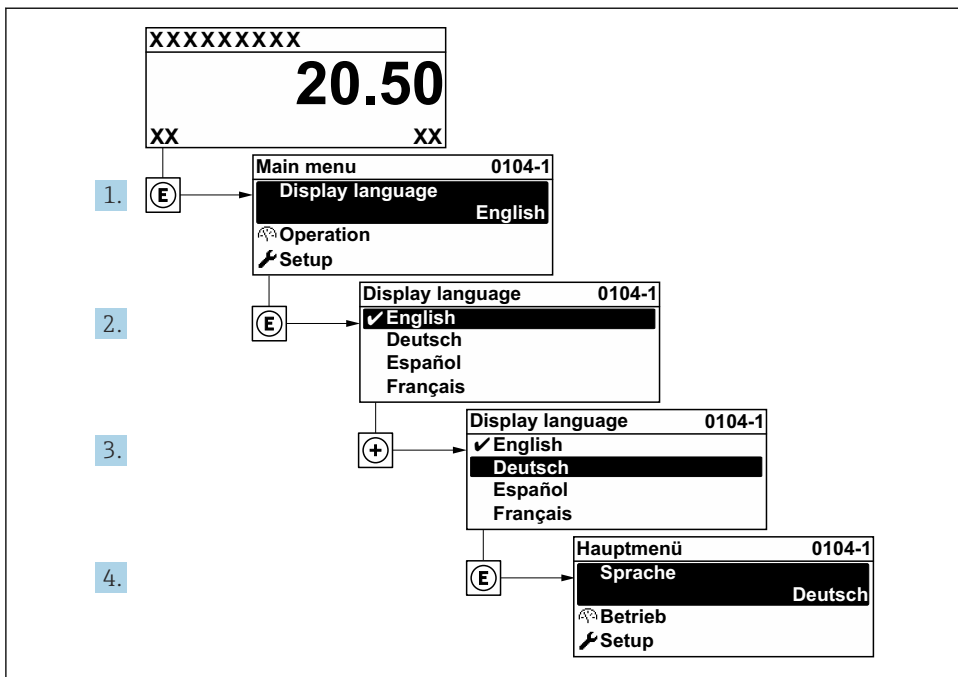 XXXXXXXXX
20.50
XX XX
1. E
Main menu 0104-1
Display language
English
Operation
Setup
2. E
Display language 0104-1
✔English
Deutsch
Español
Français
3. +
Display language 0104-1
✔English
Deutsch
Español
Français
4. E
Hauptmenü 0104-1
Sprache
Deutsch
Betrieb
Setup